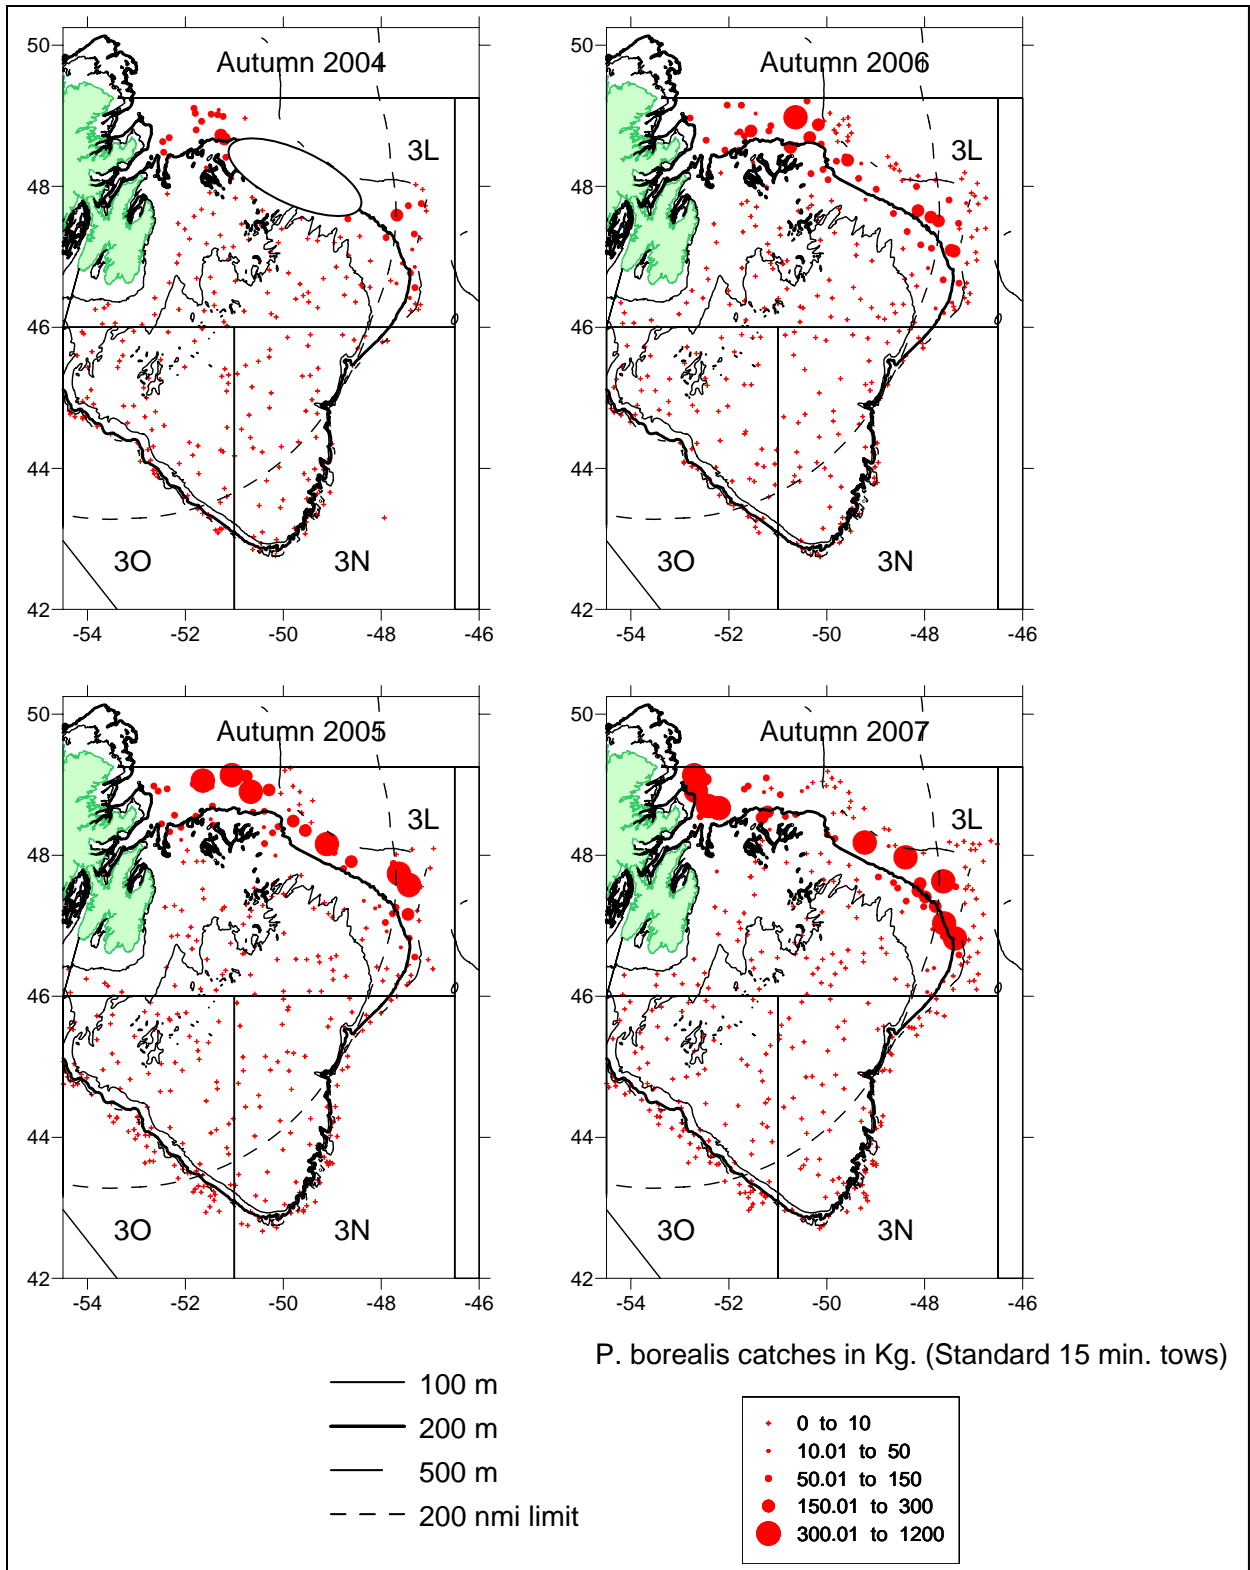 Autumn 2004
50
48
46
44
42
-54 -52 -50 -48 -46
3L
3O
3N
Autumn 2006
50
48
46
44
42
-54 -52 -50 -48 -46
3L
3O
3N
Autumn 2005
50
48
46
44
42
-54 -52 -50 -48 -46
3L
3O
3N
Autumn 2007
50
48
46
44
42
-54 -52 -50 -48 -46
3L
3O
3N
P. borealis catches in Kg. (Standard 15 min. tows)
100 m
200 m
500 m
200 nmi limit
0 to 10
10.01 to 50
50.01 to 150
150.01 to 300
300.01 to 1200